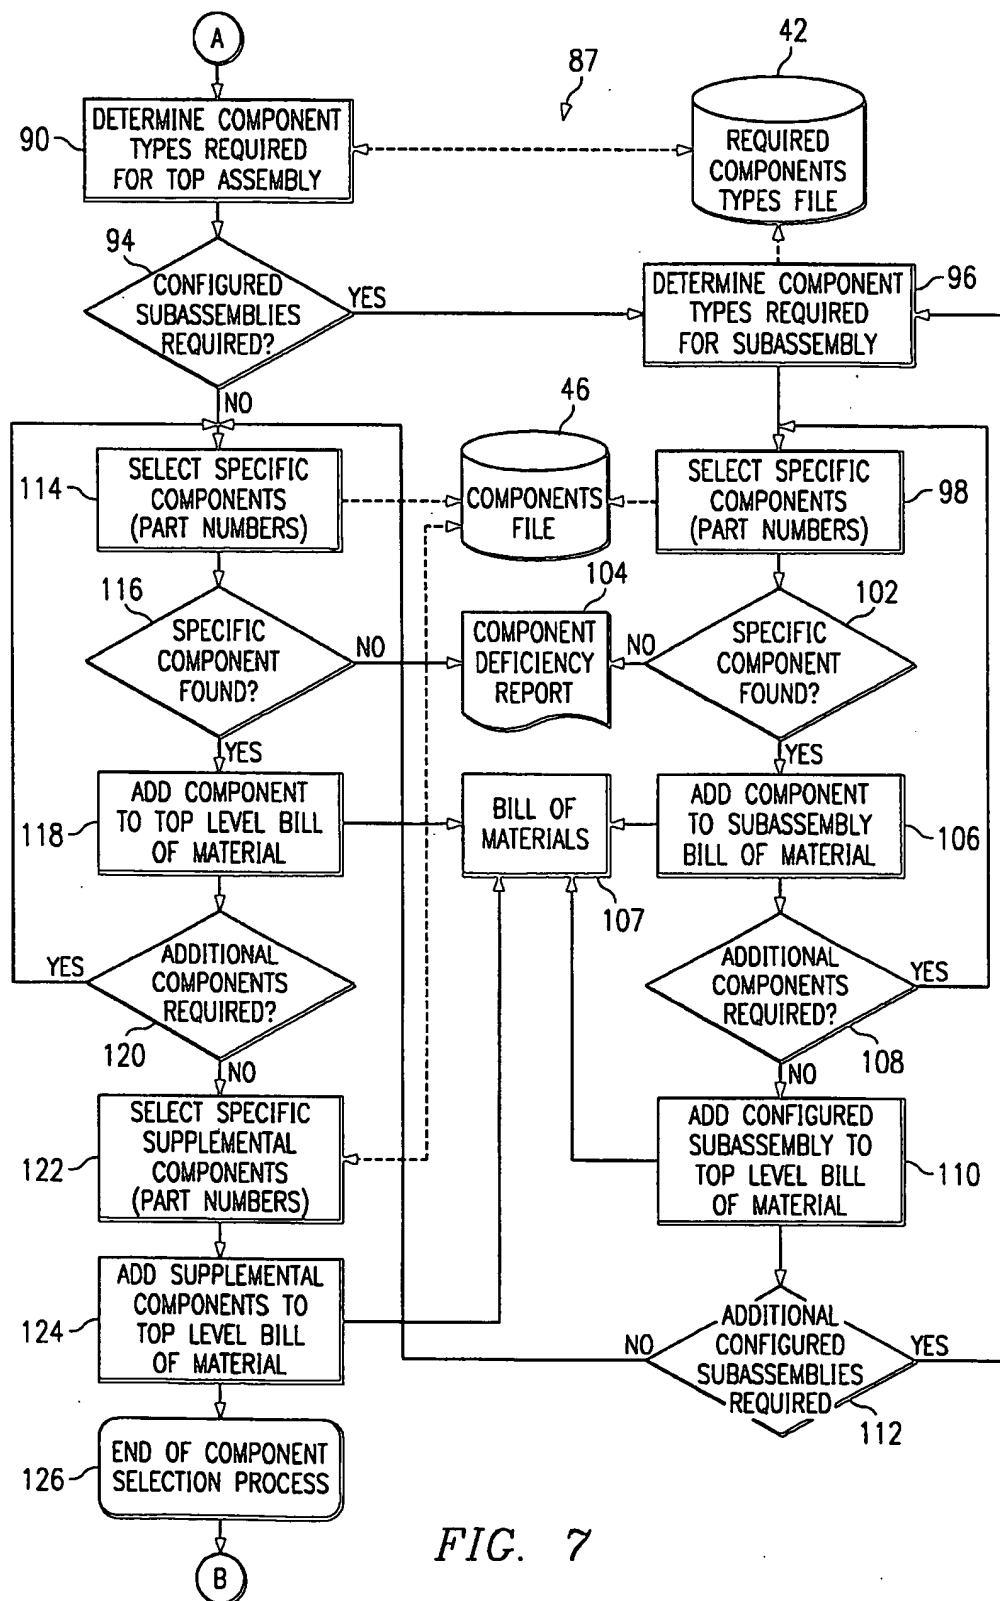 A
42
87
90
DETERMINE COMPONENT
TYPES REQUIRED
FOR TOP ASSEMBLY
REQUIRED
COMPONENTS
TYPES FILE
94
CONFIGURED
SUBASSEMBLIES
REQUIRED?
YES
NO
DETERMINE COMPONENT
TYPES REQUIRED
FOR SUBASSEMBLY
96
114
SELECT SPECIFIC
COMPONENTS
(PART NUMBERS)
46
COMPONENTS
FILE
SELECT SPECIFIC
COMPONENTS
(PART NUMBERS)
98
116
SPECIFIC
COMPONENT
FOUND?
NO
YES
104
COMPONENT
DEFICIENCY
REPORT
102
NO
SPECIFIC
COMPONENT
FOUND?
YES
118
ADD COMPONENT
TO TOP LEVEL BILL
OF MATERIAL
BILL OF
MATERIALS
107
ADD COMPONENT
TO SUBASSEMBLY
BILL OF MATERIAL
106
YES
ADDITIONAL
COMPONENTS
REQUIRED?
120
NO
ADDITIONAL
COMPONENTS
REQUIRED?
YES
108
NO
122
SELECT SPECIFIC
SUPPLEMENTAL
COMPONENTS
(PART NUMBERS)
ADD CONFIGURED
SUBASSEMBLY TO
TOP LEVEL BILL
OF MATERIAL
110
124
ADD SUPPLEMENTAL
COMPONENTS TO
TOP LEVEL BILL
OF MATERIAL
NO
ADDITIONAL
CONFIGURED
SUBASSEMBLIES
REQUIRED
YES
112
126
END OF COMPONENT
SELECTION PROCESS
B
FIG. 7